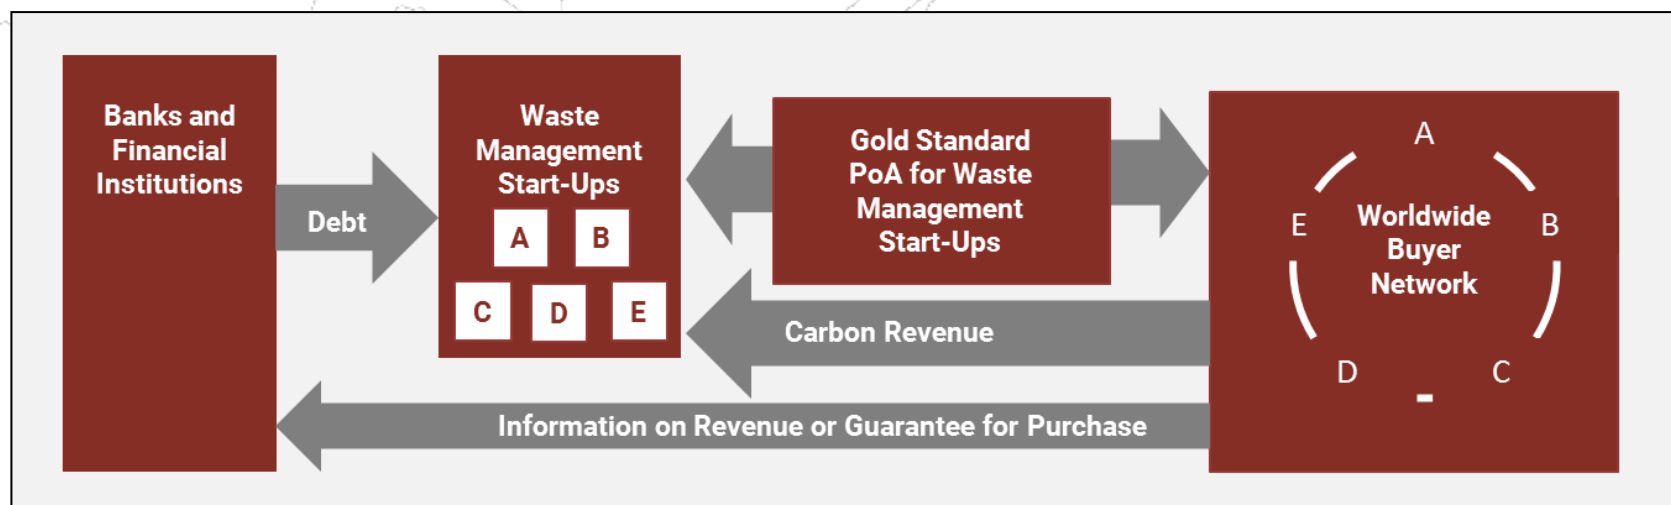 Banks and
Financial
Institutions
Debt
Waste
Management
Start-Ups
A B
C D E
Gold Standard
PoA for Waste
Management
Start-Ups
Carbon Revenue
Information on Revenue or Guarantee for Purchase
A
E B
Worldwide
Buyer
Network
D C